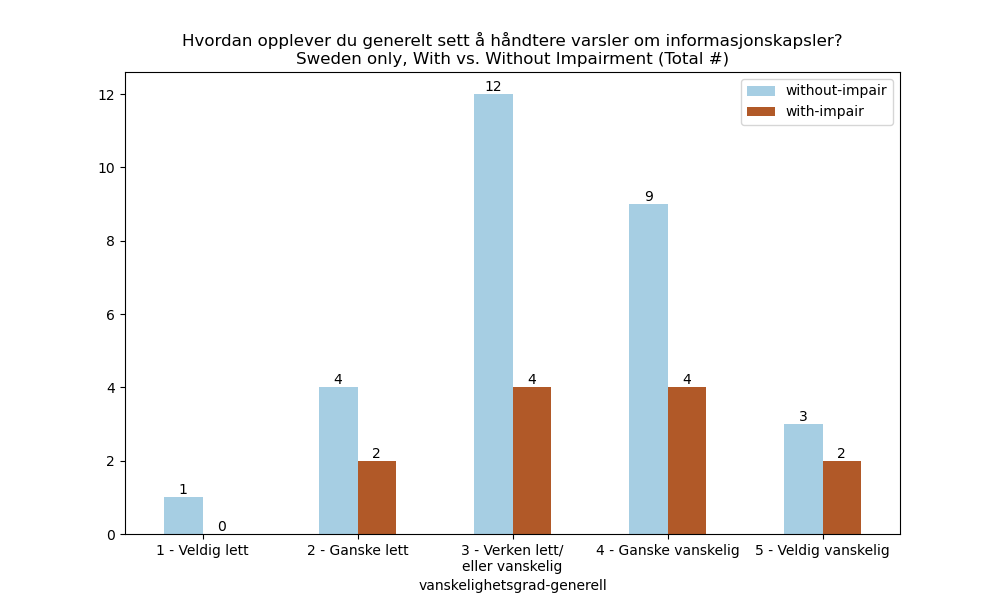 Hvordan opplever du generelt sett å håndtere varsler om informasjonskapsler?
Sweden only, With vs. Without Impairment (Total #)
without-impair
with-impair
12
10
8
6
4
2
0
1
0
4
2
12
4
9
4
3
2
1 - Veldig lett
2 - Ganske lett
3 - Verken lett/
eller vanskelig
4 - Ganske vanskelig
5 - Veldig vanskelig
vanskelighetsgrad-generell